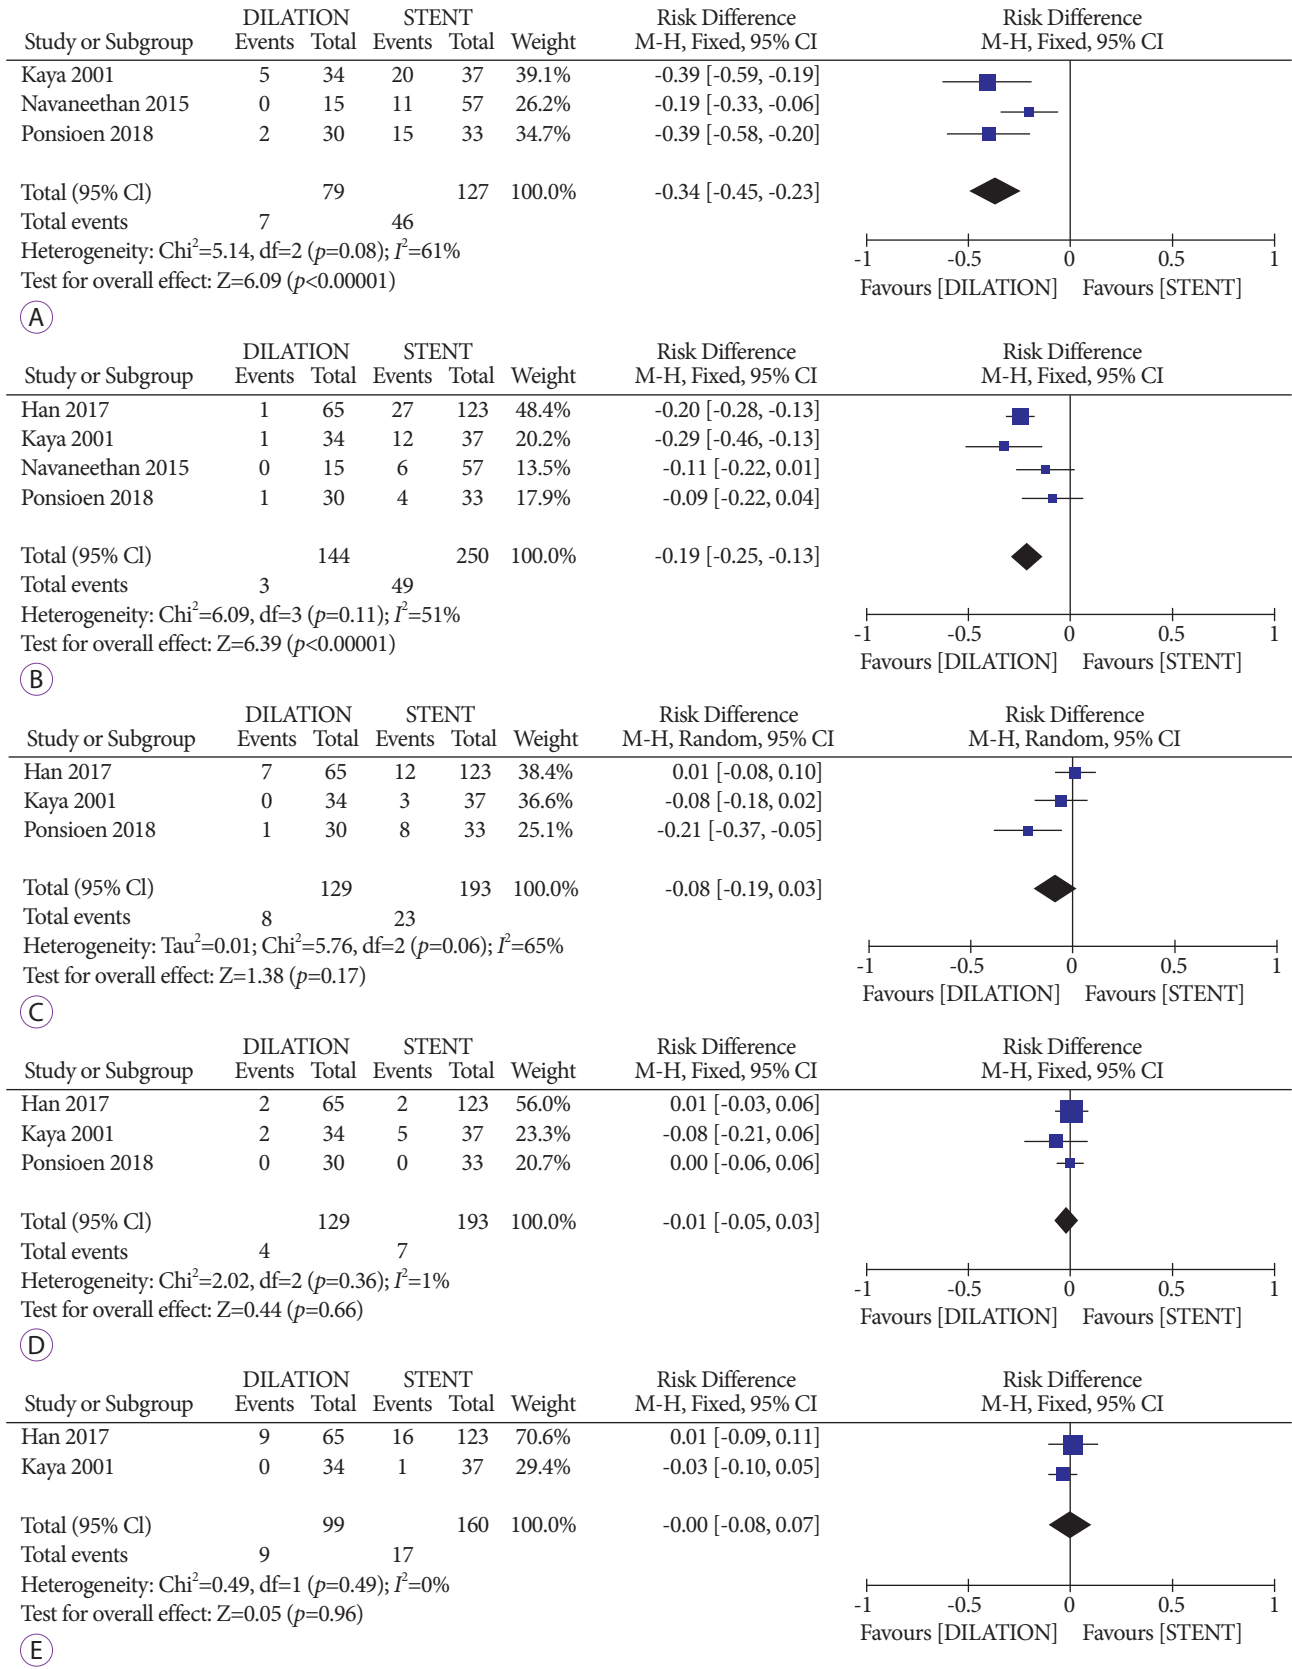 DILATION STENT Risk Difference Risk Difference
Study or Subgroup Events Total Events Total Weight M-H, Fixed, 95% CI M-H, Fixed, 95% CI
Kaya 2001 5 34 20 37 39.1% -0.39 [-0.59, -0.19]
Navaneethan 2015 0 15 11 57 26.2% -0.19 [-0.33, -0.06]
Ponsioen 2018 2 30 15 33 34.7% -0.39 [-0.58, -0.20]
Total (95% Cl) 79 127 100.0% -0.34 [-0.45, -0.23]
Total events 7 46
Heterogeneity: Chi²=5.14, df=2 (p=0.08); I²=61%
Test for overall effect: Z=6.09 (p<0.00001)
-1 -0.5 0 0.5 1
Favours [DILATION] Favours [STENT]
A
DILATION STENT Risk Difference Risk Difference
Study or Subgroup Events Total Events Total Weight M-H, Fixed, 95% CI M-H, Fixed, 95% CI
Han 2017 1 65 27 123 48.4% -0.20 [-0.28, -0.13]
Kaya 2001 1 34 12 37 20.2% -0.29 [-0.46, -0.13]
Navaneethan 2015 0 15 6 57 13.5% -0.11 [-0.22, 0.01]
Ponsioen 2018 1 30 4 33 17.9% -0.09 [-0.22, 0.04]
Total (95% Cl) 144 250 100.0% -0.19 [-0.25, -0.13]
Total events 3 49
Heterogeneity: Chi²=6.09, df=3 (p=0.11); I²=51%
Test for overall effect: Z=6.39 (p<0.00001)
-1 -0.5 0 0.5 1
Favours [DILATION] Favours [STENT]
B
DILATION STENT Risk Difference Risk Difference
Study or Subgroup Events Total Events Total Weight M-H, Random, 95% CI M-H, Random, 95% CI
Han 2017 7 65 12 123 38.4% 0.01 [-0.08, 0.10]
Kaya 2001 0 34 3 37 36.6% -0.08 [-0.18, 0.02]
Ponsioen 2018 1 30 8 33 25.1% -0.21 [-0.37, -0.05]
Total (95% Cl) 129 193 100.0% -0.08 [-0.19, 0.03]
Total events 8 23
Heterogeneity: Tau²=0.01; Chi²=5.76, df=2 (p=0.06); I²=65%
Test for overall effect: Z=1.38 (p=0.17)
-1 -0.5 0 0.5 1
Favours [DILATION] Favours [STENT]
C
DILATION STENT Risk Difference Risk Difference
Study or Subgroup Events Total Events Total Weight M-H, Fixed, 95% CI M-H, Fixed, 95% CI
Han 2017 2 65 2 123 56.0% 0.01 [-0.03, 0.06]
Kaya 2001 2 34 5 37 23.3% -0.08 [-0.21, 0.06]
Ponsioen 2018 0 30 0 33 20.7% 0.00 [-0.06, 0.06]
Total (95% Cl) 129 193 100.0% -0.01 [-0.05, 0.03]
Total events 4 7
Heterogeneity: Chi²=2.02, df=2 (p=0.36); I²=1%
Test for overall effect: Z=0.44 (p=0.66)
-1 -0.5 0 0.5 1
Favours [DILATION] Favours [STENT]
D
DILATION STENT Risk Difference Risk Difference
Study or Subgroup Events Total Events Total Weight M-H, Fixed, 95% CI M-H, Fixed, 95% CI
Han 2017 9 65 16 123 70.6% 0.01 [-0.09, 0.11]
Kaya 2001 0 34 1 37 29.4% -0.03 [-0.10, 0.05]
Total (95% Cl) 99 160 100.0% -0.00 [-0.08, 0.07]
Total events 9 17
Heterogeneity: Chi²=0.49, df=1 (p=0.49); I²=0%
Test for overall effect: Z=0.05 (p=0.96)
-1 -0.5 0 0.5 1
Favours [DILATION] Favours [STENT]
E